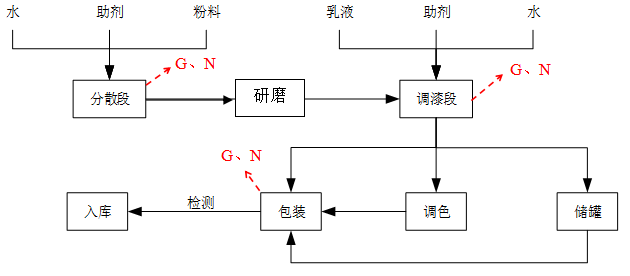 水 助剂 粉料 乳液 助剂 水
G、N G、N
分散段 研磨 调漆段
G、N
入库 检测 包装 调色 储罐